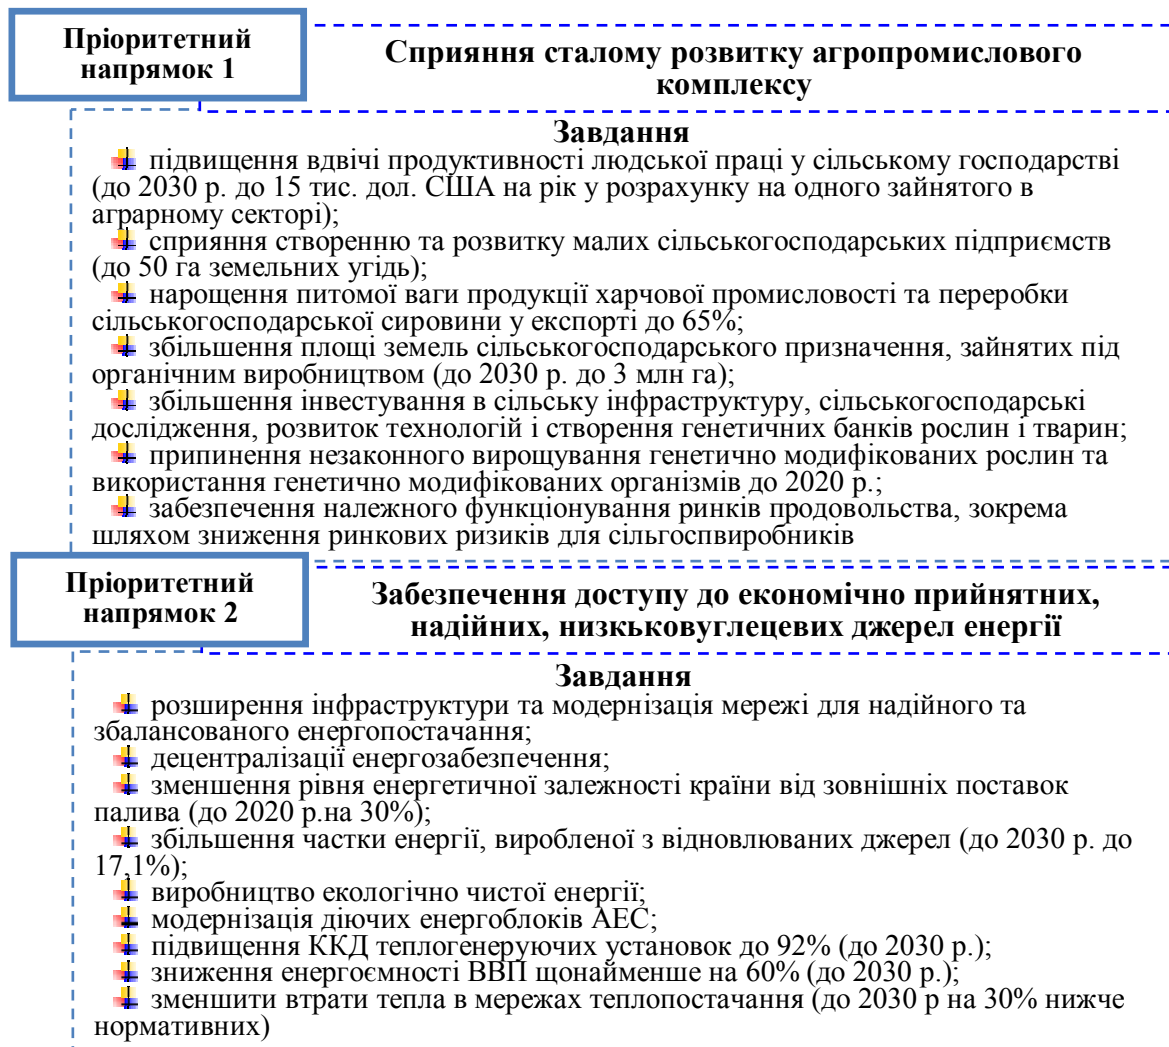 Пріоритетний
напрямок 1
Сприяння сталому розвитку агропромислового
комплексу
Завдання
підвищення вдвічі продуктивності людської праці у сільському господарстві
(до 2030 р. до 15 тис. дол. США на рік у розрахунку на одного зайнятого в
аграрному секторі);
сприяння створенню та розвитку малих сільськогосподарських підприємств
(до 50 га земельних угідь);
нарощення питомої ваги продукції харчової промисловості та переробки
сільськогосподарської сировини у експорті до 65%;
збільшення площі земель сільськогосподарського призначення, зайнятих під
органічним виробництвом (до 2030 р. до 3 млн га);
збільшення інвестування в сільську інфраструктуру, сільськогосподарські
дослідження, розвиток технологій і створення генетичних банків рослин і тварин;
припинення незаконного вирощування генетично модифікованих рослин та
використання генетично модифікованих організмів до 2020 р.;
забезпечення належного функціонування ринків продовольства, зокрема
шляхом зниження ринкових ризиків для сільгоспвиробників
Пріоритетний
напрямок 2
Забезпечення доступу до економічно прийнятних,
надійних, низкьковуглецевих джерел енергії
Завдання
розширення інфраструктури та модернізація мережі для надійного та
збалансованого енергопостачання;
децентралізації енергозабезпечення;
зменшення рівня енергетичної залежності країни від зовнішніх поставок
палива (до 2020 р.на 30%);
збільшення частки енергії, виробленої з відновлюваних джерел (до 2030 р. до
17,1%);
виробництво екологічно чистої енергії;
модернізація діючих енергоблоків АЕС;
підвищення ККД теплогенеруючих установок до 92% (до 2030 р.);
зниження енергоємності ВВП щонайменше на 60% (до 2030 р.);
зменшити втрати тепла в мережах теплопостачання (до 2030 р на 30% нижче
нормативних)